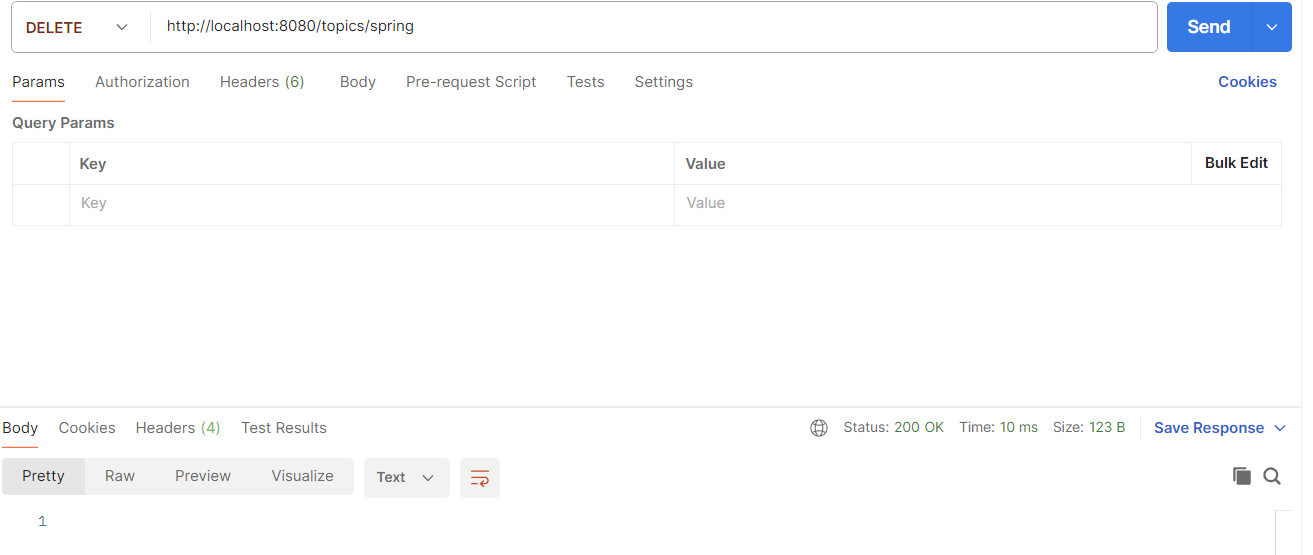 DELETE http://localhost:8080/topics/spring Send
Params Authorization Headers (6) Body Pre-request Script Tests Settings Cookies
Query Params
Key Value Bulk Edit
Key Value
Body Cookies Headers (4) Test Results Status: 200 OK Time: 10 ms Size: 123 B Save Response
Pretty Raw Preview Visualize Text
1